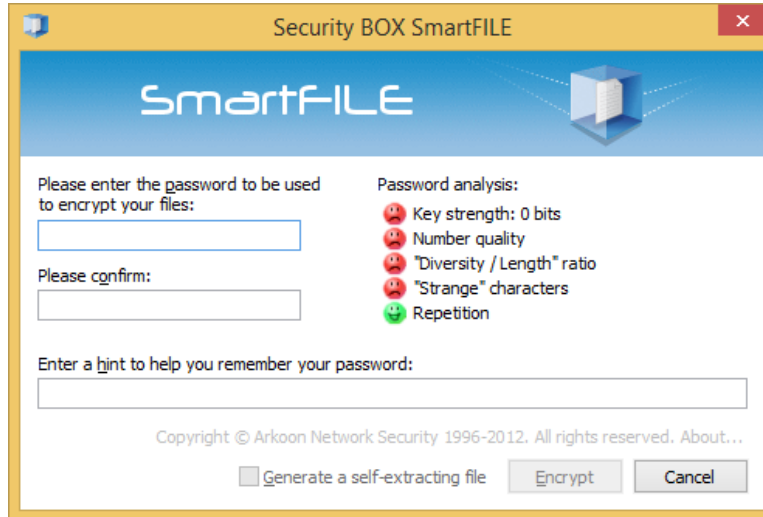 Security BOX SmartFILE
SmartFILE
Please enter the password to be used
to encrypt your files:
Please confirm:
Password analysis:
Key strength: 0 bits
Number quality
"Diversity / Length" ratio
"Strange" characters
Repetition
Enter a hint to help you remember your password:
Copyright © Arkoon Network Security 1996-2012. All rights reserved. About...
Generate a self-extracting file
Encrypt
Cancel